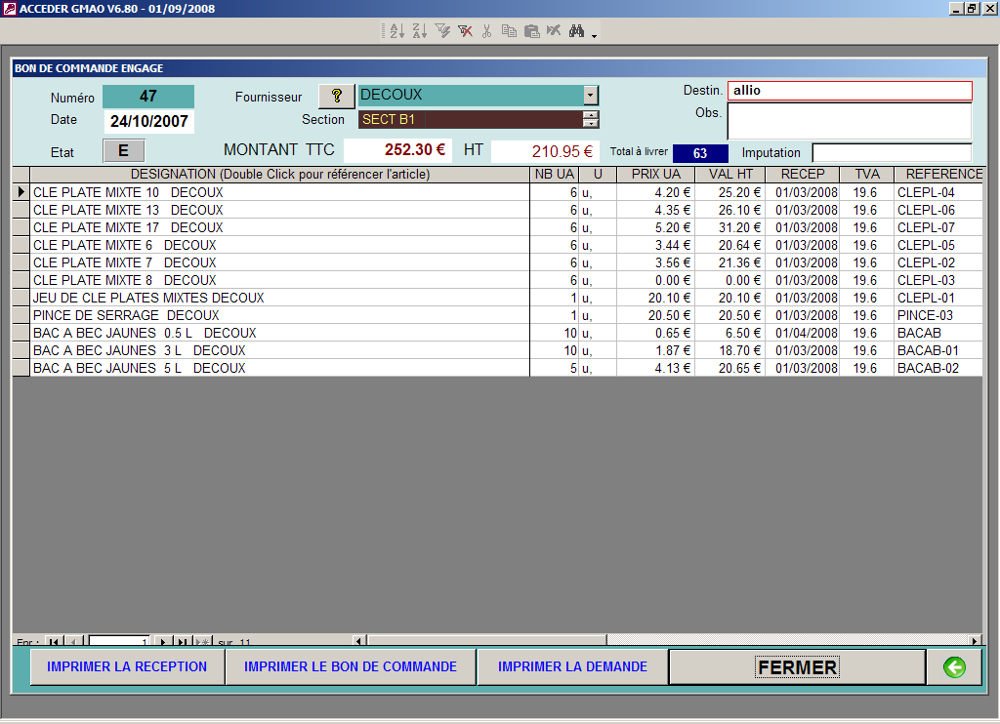 ACCEDER GMAO V6.80 - 01/09/2008
BON DE COMMANDE ENGAGE
Numéro 47 Fournisseur ? DECOUX Destin. allio
Date 24/10/2007 Section SECT B1 Obs.
Etat E MONTANT TTC 252.30 € HT 210.95 € Total à livrer 63 Imputation
DESIGNATION (Double Click pour référencer l'article) NB UA U PRIX UA VAL HT RECEP TVA REFERENCE
CLE PLATE MIXTE 10 DECOUX 6 u, 4.20 € 25.20 € 01/03/2008 19.6 CLEPL-04
CLE PLATE MIXTE 13 DECOUX 6 u, 4.35 € 26.10 € 01/03/2008 19.6 CLEPL-06
CLE PLATE MIXTE 17 DECOUX 6 u, 5.20 € 31.20 € 01/03/2008 19.6 CLEPL-07
CLE PLATE MIXTE 6 DECOUX 6 u, 3.44 € 20.64 € 01/03/2008 19.6 CLEPL-05
CLE PLATE MIXTE 7 DECOUX 6 u, 3.56 € 21.36 € 01/03/2008 19.6 CLEPL-02
CLE PLATE MIXTE 8 DECOUX 6 u, 0.00 € 0.00 € 01/03/2008 19.6 CLEPL-03
JEU DE CLE PLATES MIXTES DECOUX 1 u, 20.10 € 20.10 € 01/03/2008 19.6 CLEPL-01
PINCE DE SERRAGE DECOUX 1 u, 20.50 € 20.50 € 01/03/2008 19.6 PINCE-03
BAC A BEC JAUNES 0.5 L DECOUX 10 u, 0.65 € 6.50 € 01/04/2008 19.6 BACAB
BAC A BEC JAUNES 3 L DECOUX 10 u, 1.87 € 18.70 € 01/03/2008 19.6 BACAB-01
BAC A BEC JAUNES 5 L DECOUX 5 u, 4.13 € 20.65 € 01/03/2008 19.6 BACAB-02
Enr : 1 sur 11
IMPRIMER LA RECEPTION IMPRIMER LE BON DE COMMANDE IMPRIMER LA DEMANDE FERMER